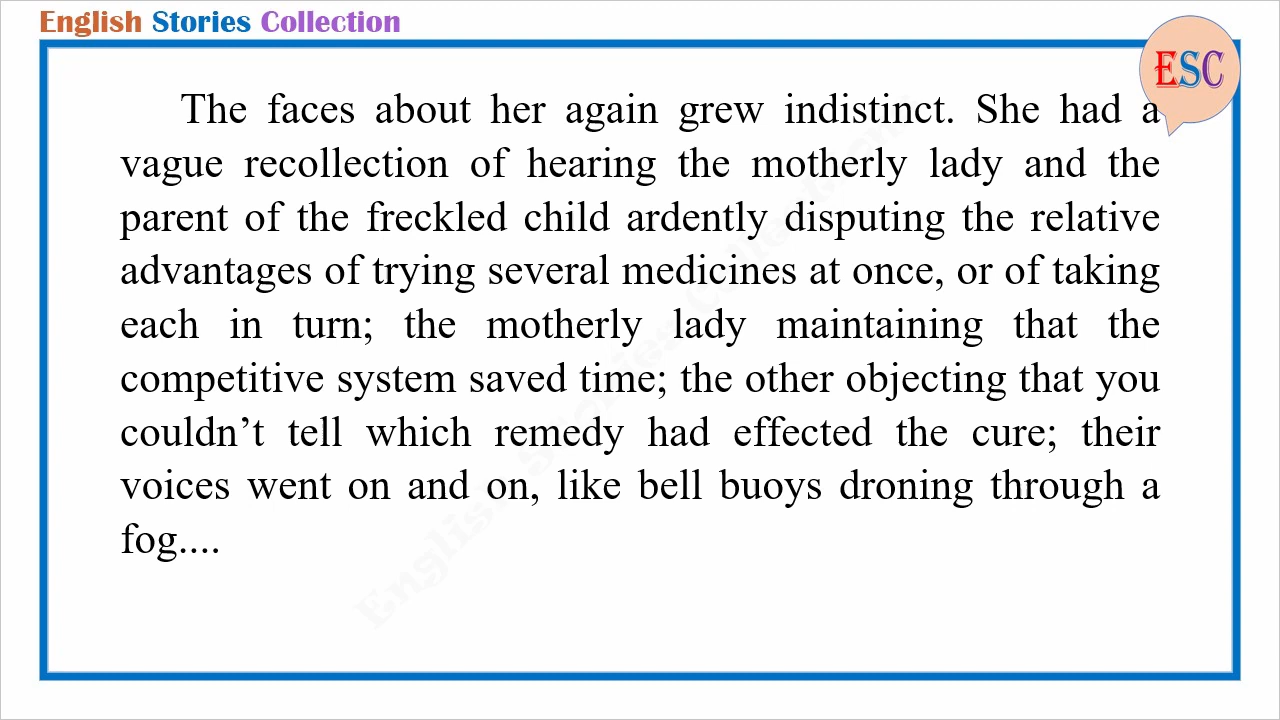 English Stories Collection
ESC
The faces about her again grew indistinct. She had a
vague recollection of hearing the motherly lady and the
parent of the freckled child ardently disputing the relative
advantages of trying several medicines at once, or of taking
each in turn; the motherly lady maintaining that the
competitive system saved time; the other objecting that you
couldn’t tell which remedy had effected the cure; their
voices went on and on, like bell buoys droning through a
fog....
English Stories Collection